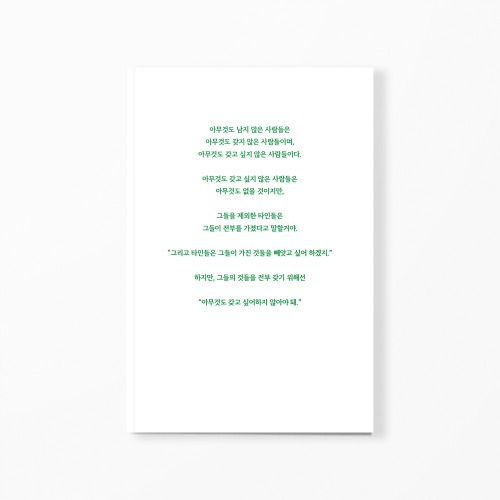 아무것도 남지 않은 사람들은
아무것도 갖지 않은 사람들이며,
아무것도 갖고 싶지 않은 사람들이다.
아무것도 갖고 싶지 않은 사람들은
아무것도 없을 것이지만,
그들을 제외한 타인들은
그들이 전부를 가졌다고 말할거야.
"그리고 타인들은 그들이 가진 것들을 빼앗고 싶어 하겠지."
하지만, 그들의 것들을 전부 갖기 위해선
"아무것도 갖고 싶어하지 않아야 돼."